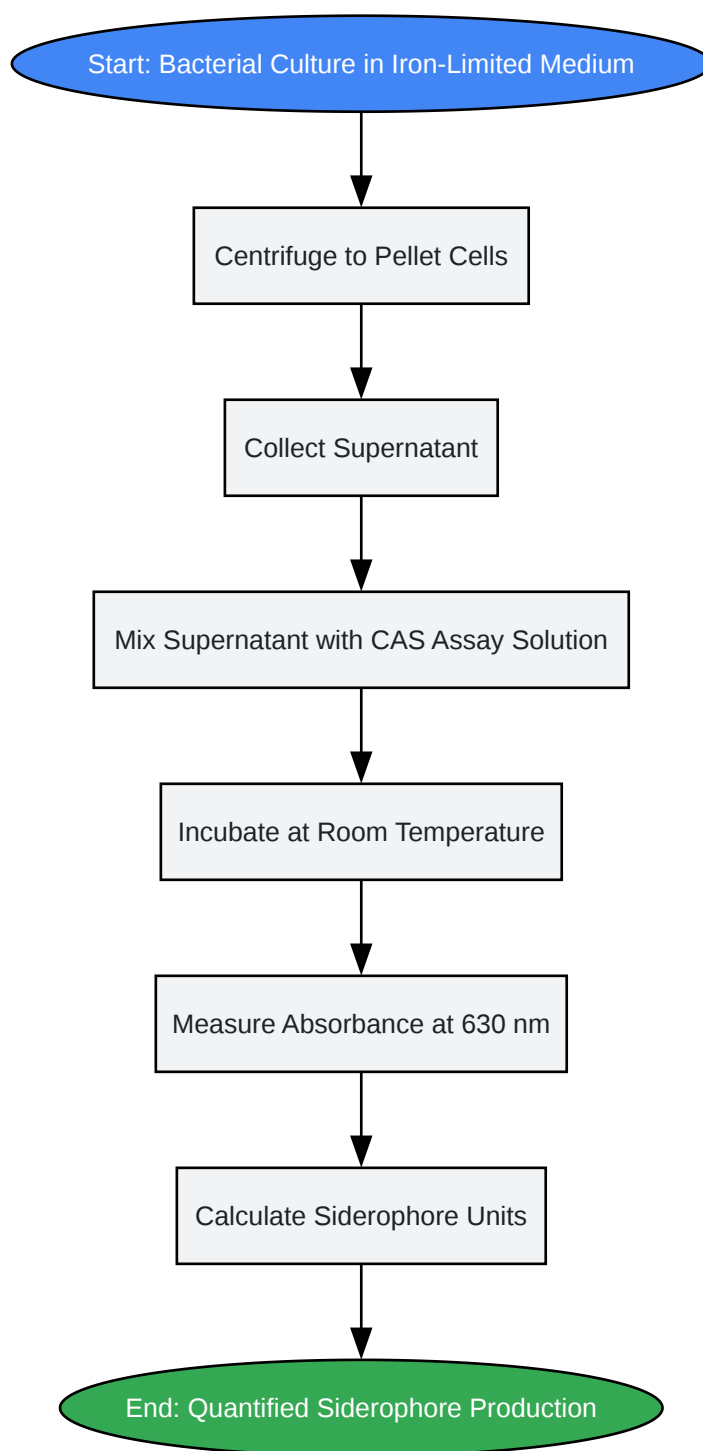 Start: Bacterial Culture in Iron-Limited Medium
Centrifuge to Pellet Cells
Collect Supernatant
Mix Supernatant with CAS Assay Solution
Incubate at Room Temperature
Measure Absorbance at 630 nm
Calculate Siderophore Units
End: Quantified Siderophore Production